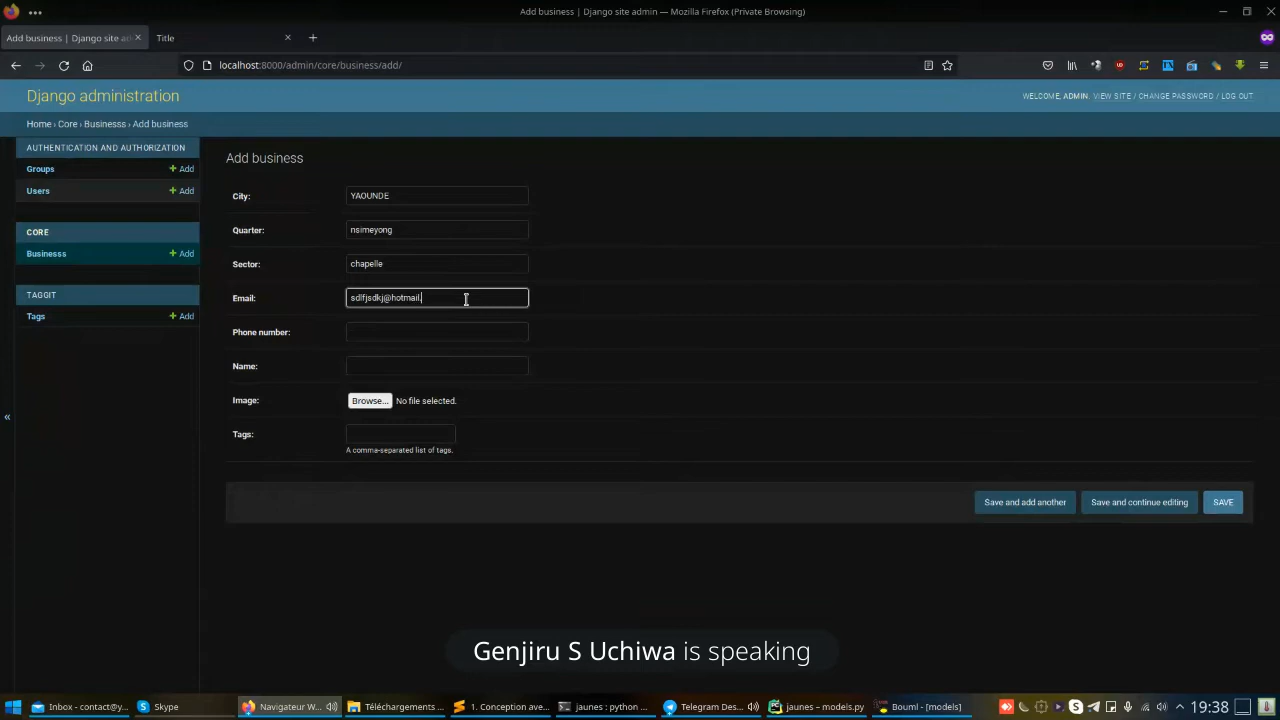 Add business | Django site admin — Mozilla Firefox (Private Browsing)
Add business | Django site ad
Title
localhost:8000/admin/core/business/add/
Django administration
WELCOME, ADMIN. VIEW SITE / CHANGE PASSWORD / LOG OUT
Home › Core › Businesss › Add business
AUTHENTICATION AND AUTHORIZATION
Groups + Add
Users + Add
CORE
Businesss + Add
TAGGIT
Tags + Add
«
Add business
City: YAOUNDE
Quarter: nsimeyong
Sector: chapelle
Email: sdlfjsdkj@hotmail.
Phone number:
Name:
Image: Browse... No file selected.
Tags:
A comma-separated list of tags.
Save and add another Save and continue editing SAVE
Genjiru S Uchiwa is speaking
Inbox - contact@y... Skype Navigateur W... Téléchargements ... 1. Conception ave... jaunes : python ... Telegram Des... jaunes – models.py Bouml - [models] 19:38